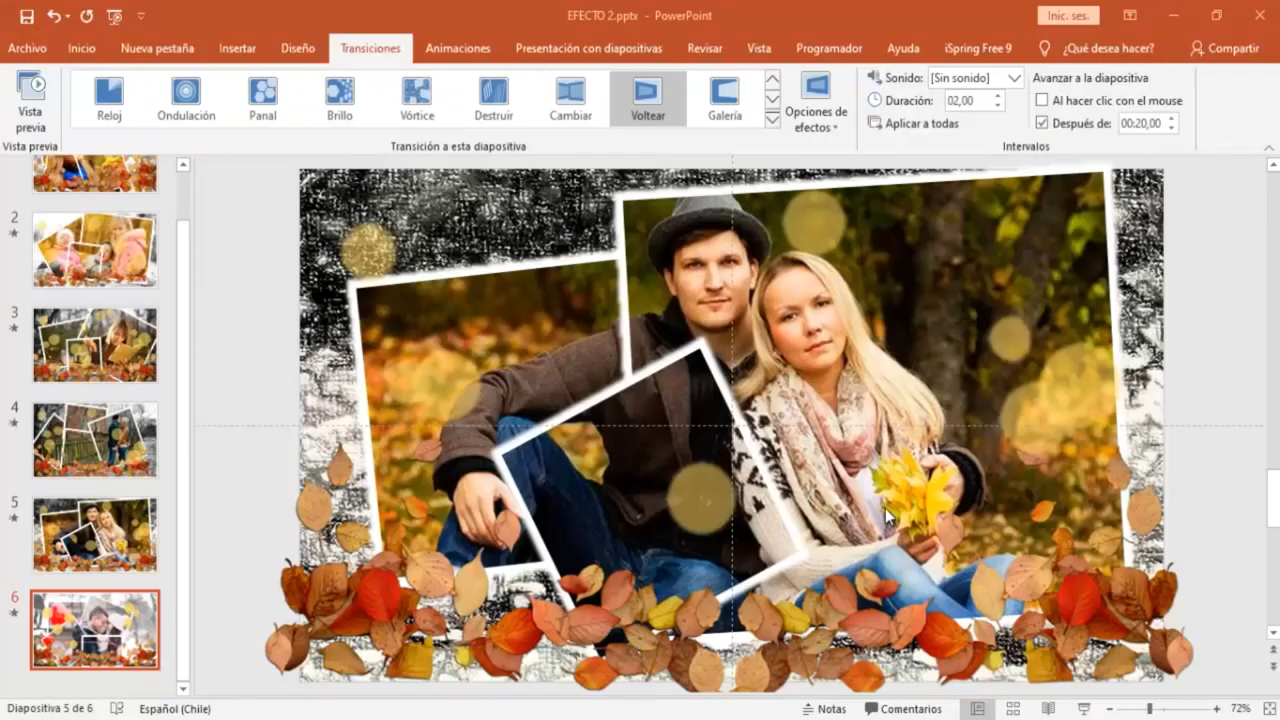 EFECTO 2.pptx - PowerPoint
Inic. ses.
Archivo Inicio Nueva pestaña Insertar Diseño Transiciones Animaciones Presentación con diapositivas Revisar Vista Programador Ayuda iSpring Free 9 ¿Qué desea hacer? Compartir
Vista previa
Reloj Ondulación Panal Brillo Vórtice Destruir Cambiar Voltear Galería
Opciones de efectos
Sonido: [Sin sonido]
Duración: 02,00
Aplicar a todas
Avanzar a la diapositiva
Al hacer clic con el mouse
Después de: 00:20,00
Vista previa
Transición a esta diapositiva
Intervalos
2
3
4
5
6
Diapositiva 5 de 6 Español (Chile) Notas Comentarios 72%